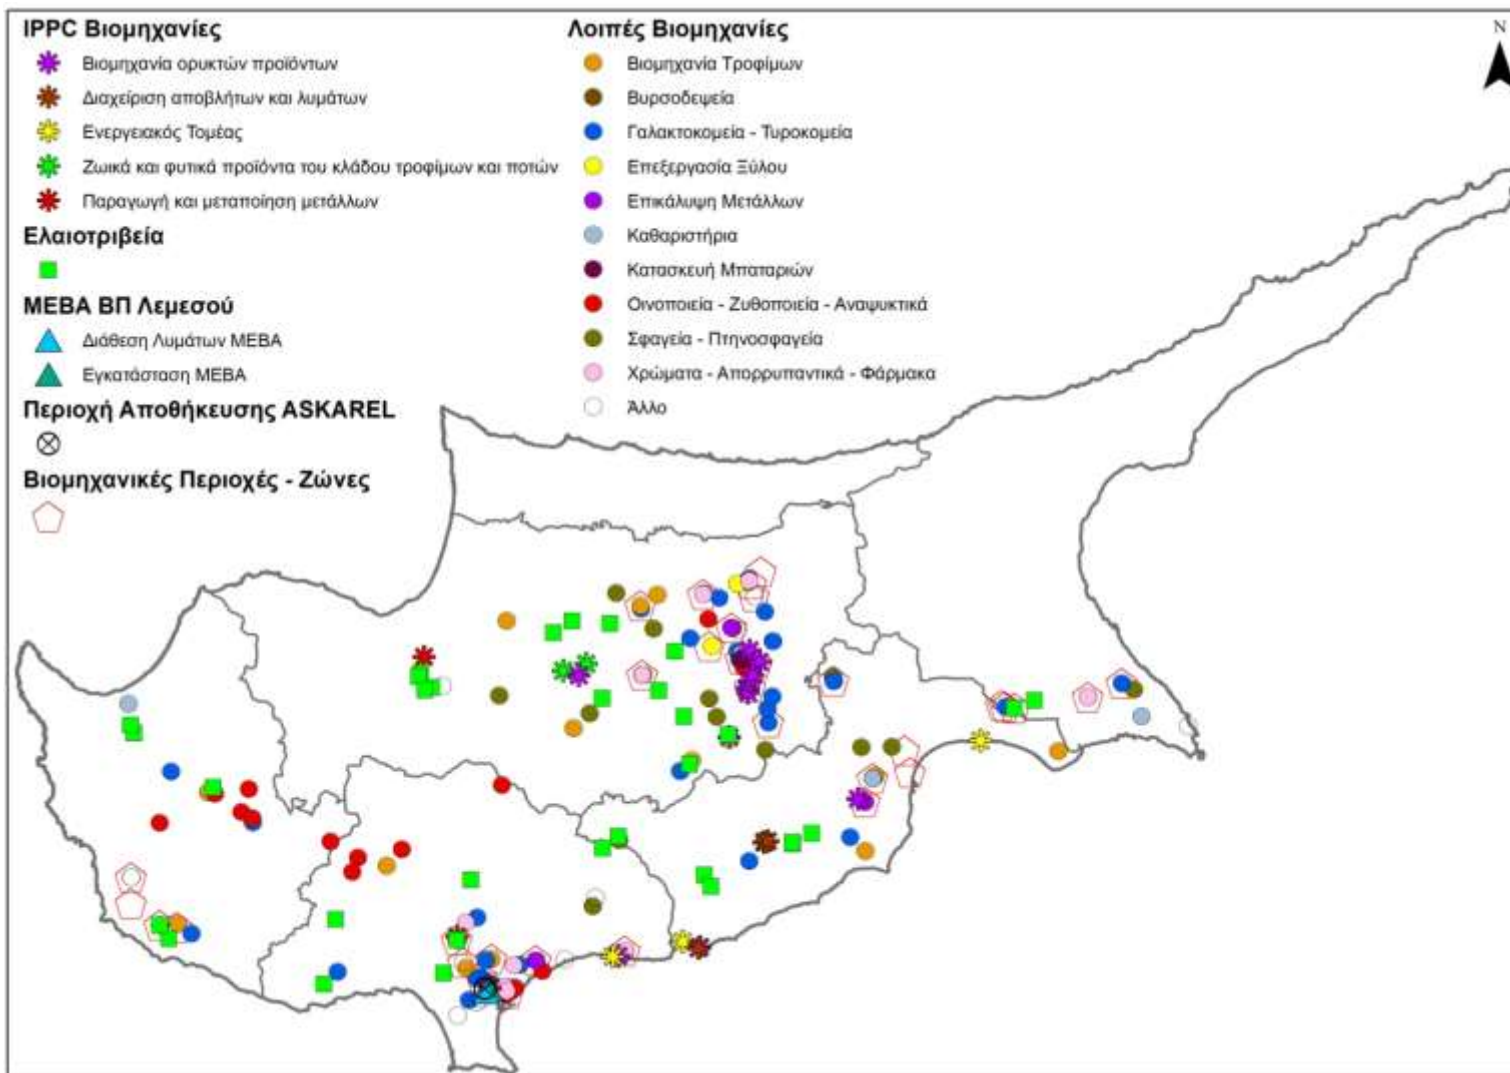 IPPC Βιομηχανίες
Βιομηχανία ορυκτών προϊόντων
Διαχείριση αποβλήτων και λυμάτων
Ενεργειακός Τομέας
Ζωικά και φυτικά προϊόντα του κλάδου τροφίμων και ποτών
Παραγωγή και μεταποίηση μετάλλων
Ελαιοτριβεία
ΜΕΒΑ ΒΠ Λεμεσού
Διάθεση Λυμάτων ΜΕΒΑ
Εγκατάσταση ΜΕΒΑ
Περιοχή Αποθήκευσης ASKAREL
Βιομηχανικές Περιοχές - Ζώνες
Λοιπές Βιομηχανίες
Βιομηχανία Τροφίμων
Βυρσοδεψεία
Γαλακτοκομεία - Τυροκομεία
Επεξεργασία Ξύλου
Επικάλυψη Μετάλλων
Καθαριστήρια
Κατασκευή Μπαταριών
Οινοποιεία - Ζυθοποιεία - Αναψυκτικά
Σφαγεία - Πτηνοσφαγεία
Χρώματα - Απορρυπαντικά - Φάρμακα
Άλλο
N